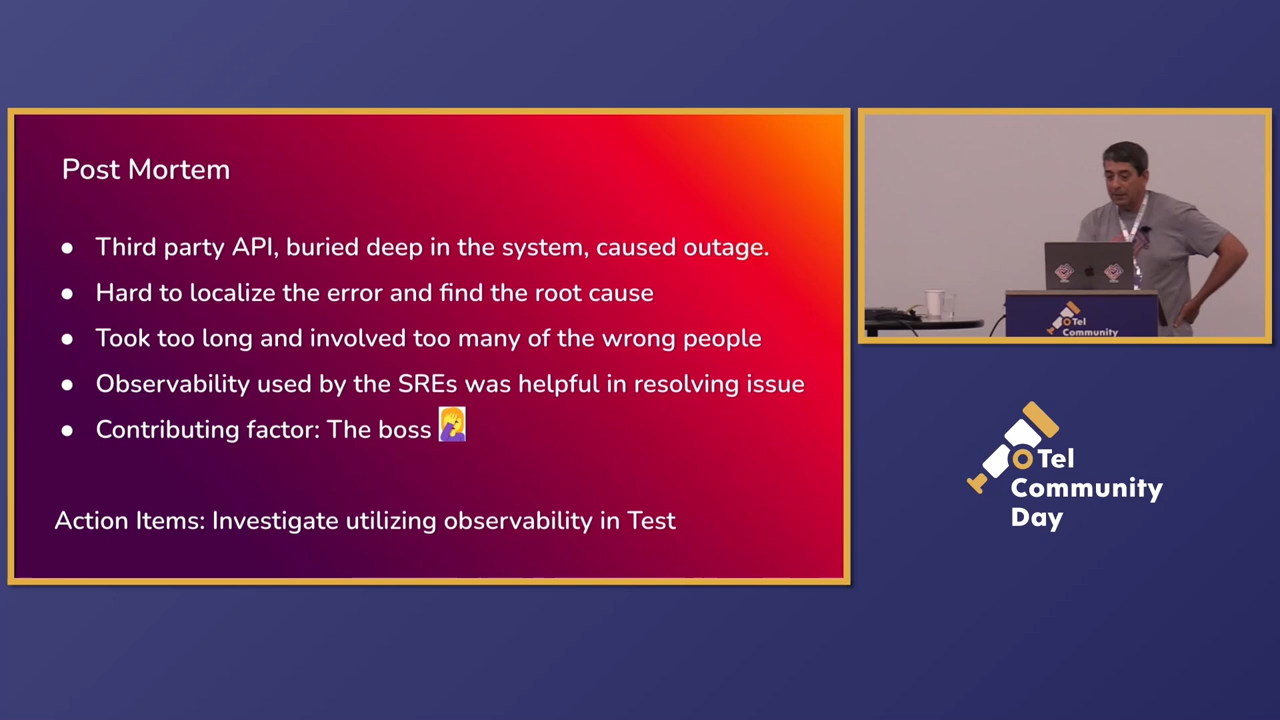 Post Mortem
● Third party API, buried deep in the system, caused outage.
● Hard to localize the error and find the root cause
● Took too long and involved too many of the wrong people
● Observability used by the SREs was helpful in resolving issue
● Contributing factor: The boss 🤦‍♀️
Action Items: Investigate utilizing observability in Test
OTel
Community
OTel
Community
Day